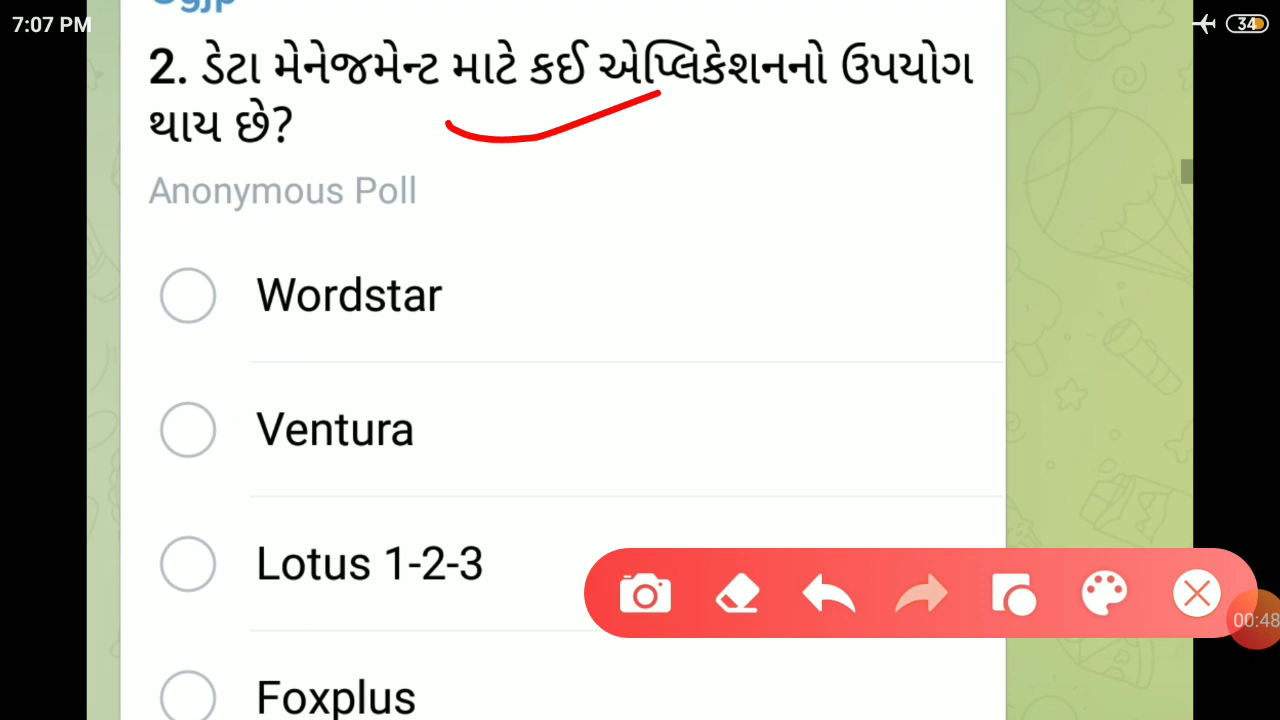 7:07 PM
34
2. ડેટા મેનેજમેન્ટ માટે કઈ એપ્લિકેશનનો ઉપયોગ
થાય છે?
Anonymous Poll
Wordstar
Ventura
Lotus 1-2-3
Foxplus
00:48